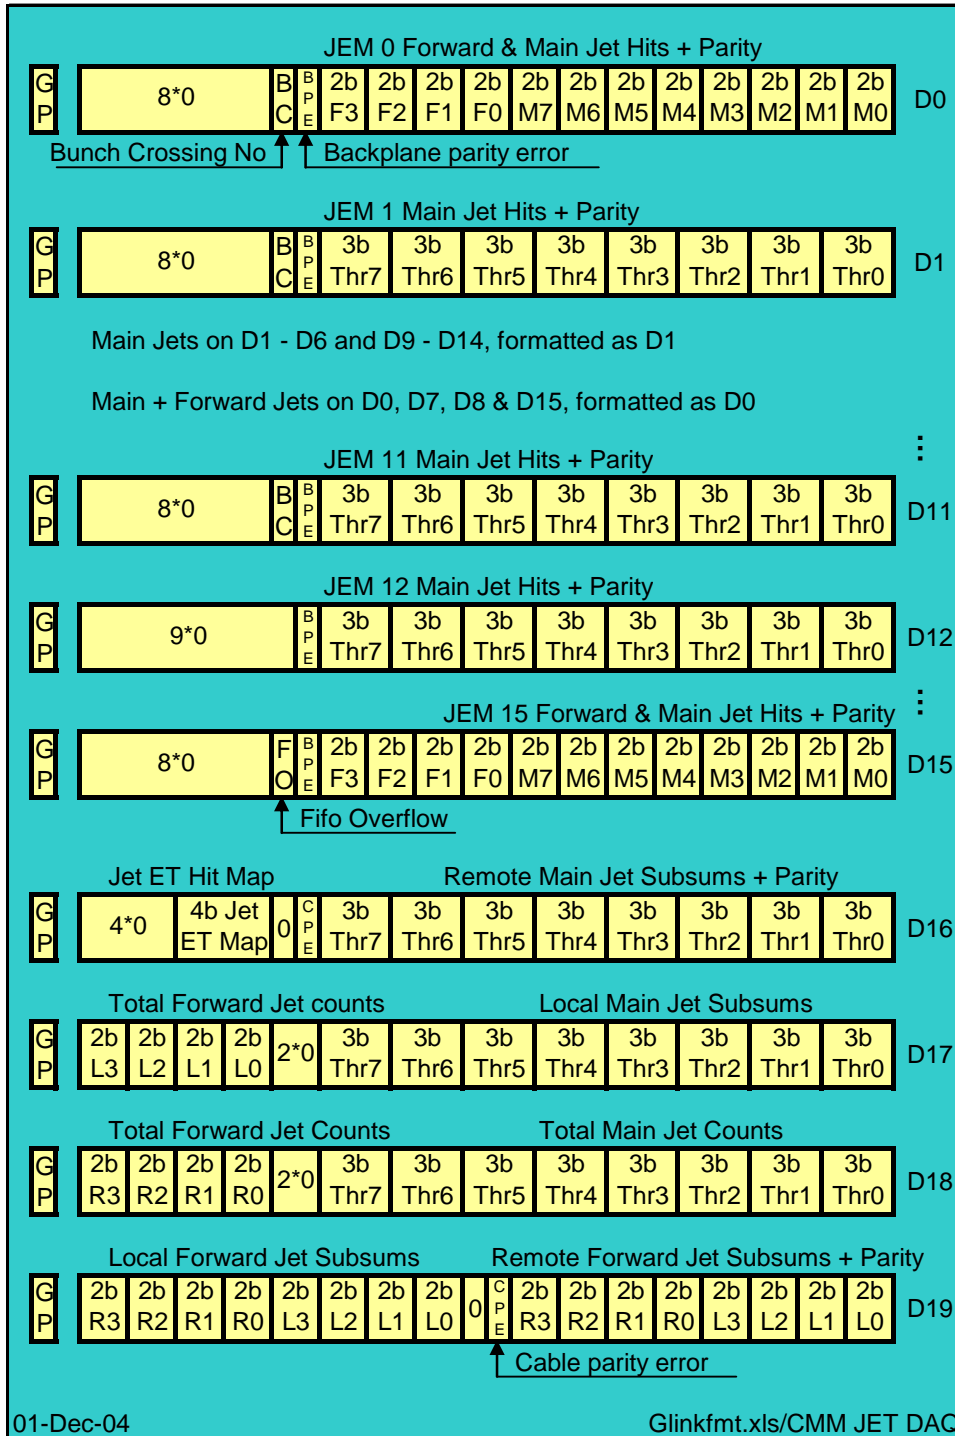 JEM 0 Forward & Main Jet Hits + Parity
G P 8*0 B C B P E 2b F3 2b F2 2b F1 2b F0 2b M7 2b M6 2b M5 2b M4 2b M3 2b M2 2b M1 2b M0 D0
Bunch Crossing No Backplane parity error
JEM 1 Main Jet Hits + Parity
G P 8*0 B C B P E 3b Thr7 3b Thr6 3b Thr5 3b Thr4 3b Thr3 3b Thr2 3b Thr1 3b Thr0 D1
Main Jets on D1 - D6 and D9 - D14, formatted as D1
Main + Forward Jets on D0, D7, D8 & D15, formatted as D0
...
JEM 11 Main Jet Hits + Parity
G P 8*0 B C B P E 3b Thr7 3b Thr6 3b Thr5 3b Thr4 3b Thr3 3b Thr2 3b Thr1 3b Thr0 D11
JEM 12 Main Jet Hits + Parity
G P 9*0 B P E 3b Thr7 3b Thr6 3b Thr5 3b Thr4 3b Thr3 3b Thr2 3b Thr1 3b Thr0 D12
...
JEM 15 Forward & Main Jet Hits + Parity
G P 8*0 F O B P E 2b F3 2b F2 2b F1 2b F0 2b M7 2b M6 2b M5 2b M4 2b M3 2b M2 2b M1 2b M0 D15
Fifo Overflow
Jet ET Hit Map Remote Main Jet Subsums + Parity
G P 4*0 4b Jet ET Map 0 C P E 3b Thr7 3b Thr6 3b Thr5 3b Thr4 3b Thr3 3b Thr2 3b Thr1 3b Thr0 D16
Total Forward Jet counts Local Main Jet Subsums
G P 2b L3 2b L2 2b L1 2b L0 2*0 3b Thr7 3b Thr6 3b Thr5 3b Thr4 3b Thr3 3b Thr2 3b Thr1 3b Thr0 D17
Total Forward Jet Counts Total Main Jet Counts
G P 2b R3 2b R2 2b R1 2b R0 2*0 3b Thr7 3b Thr6 3b Thr5 3b Thr4 3b Thr3 3b Thr2 3b Thr1 3b Thr0 D18
Local Forward Jet Subsums Remote Forward Jet Subsums + Parity
G P 2b R3 2b R2 2b R1 2b R0 2b L3 2b L2 2b L1 2b L0 0 C P E 2b R3 2b R2 2b R1 2b R0 2b L3 2b L2 2b L1 2b L0 D19
Cable parity error
01-Dec-04 Glinkfmt.xls/CMM JET DAQ